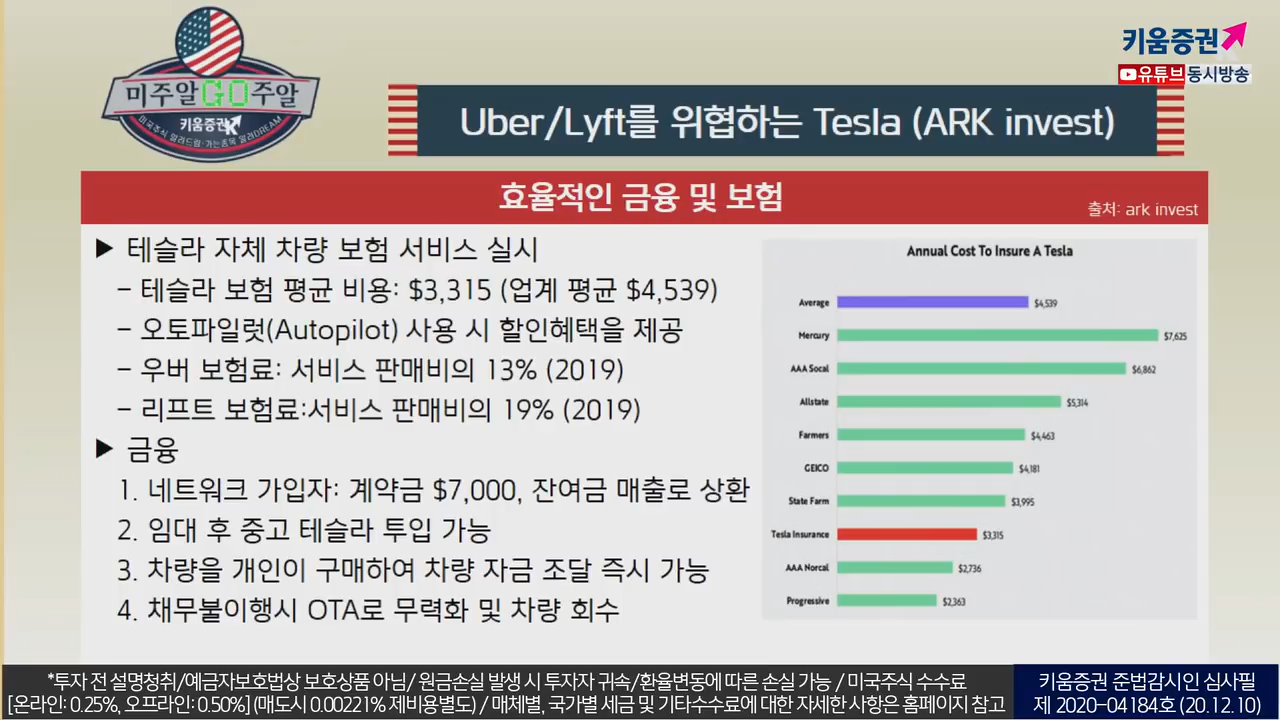 미주알GO주알
키움증권
미국주식 알려드림·가는종목 알려DREAM
키움증권
유튜브동시방송
Uber/Lyft를 위협하는 Tesla (ARK invest)
효율적인 금융 및 보험
출처: ark invest
▶ 테슬라 자체 차량 보험 서비스 실시
– 테슬라 보험 평균 비용: $3,315 (업계 평균 $4,539)
– 오토파일럿(Autopilot) 사용 시 할인혜택을 제공
– 우버 보험료: 서비스 판매비의 13% (2019)
– 리프트 보험료:서비스 판매비의 19% (2019)
▶ 금융
1. 네트워크 가입자: 계약금 $7,000, 잔여금 매출로 상환
2. 임대 후 중고 테슬라 투입 가능
3. 차량을 개인이 구매하여 차량 자금 조달 즉시 가능
4. 채무불이행시 OTA로 무력화 및 차량 회수
Annual Cost To Insure A Tesla
Average $4,539
Mercury $7,625
AAA Socal $6,862
Allstate $5,314
Farmers $4,463
GEICO $4,181
State Farm $3,995
Tesla Insurance $3,315
AAA Norcal $2,736
Progressive $2,363
*투자 전 설명청취/예금자보호법상 보호상품 아님/ 원금손실 발생 시 투자자 귀속/환율변동에 따른 손실 가능 / 미국주식 수수료
[온라인: 0.25%, 오프라인: 0.50%] (매도시 0.00221% 제비용별도) / 매체별, 국가별 세금 및 기타수수료에 대한 자세한 사항은 홈페이지 참고
키움증권 준법감시인 심사필
제 2020-04184호 (20.12.10)